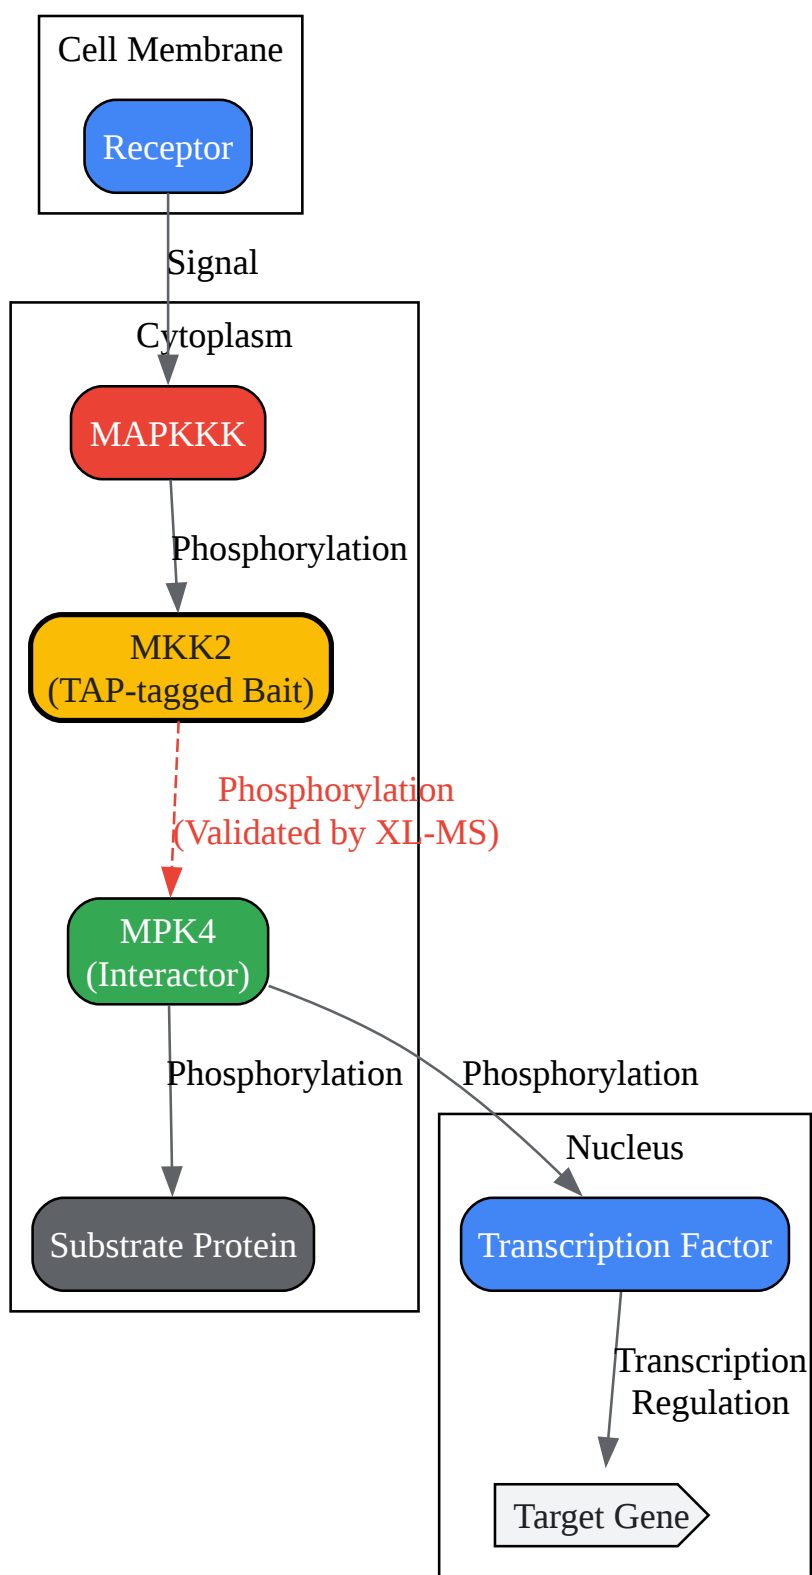 Cell Membrane
Receptor
Signal
Cytoplasm
MAPKKK
Phosphorylation
MKK2
(TAP-tagged Bait)
Phosphorylation
(Validated by XL-MS)
MPK4
(Interactor)
Phosphorylation
Phosphorylation
Nucleus
Substrate Protein
Transcription Factor
Transcription
Regulation
Target Gene